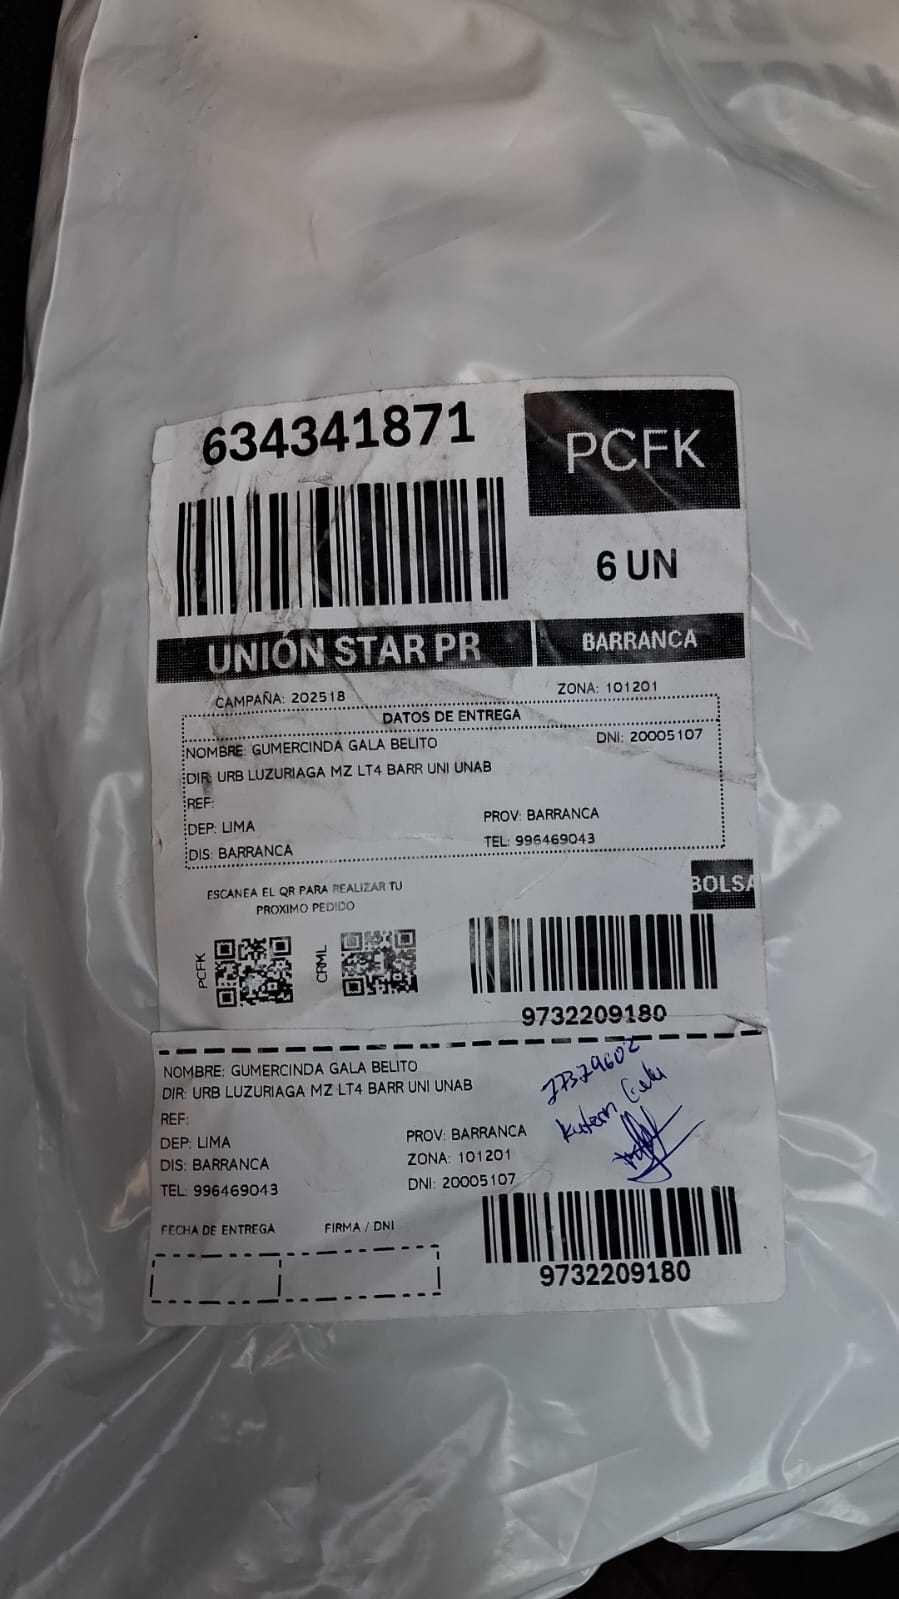 634341871
PCFK
6 UN
UNIÓN STAR PR
BARRANCA
CAMPAÑA: 202518
ZONA: 101201
DATOS DE ENTREGA
NOMBRE: GUMERCINDA GALA BELITO
DNI: 20005107
DIR: URB LUZURIAGA MZ LT4 BARR UNI UNAB
REF:
DEP: LIMA
PROV: BARRANCA
DIS: BARRANCA
TEL: 996469043
ESCANEA EL QR PARA REALIZAR TU
PROXIMO PEDIDO
BOLSA
PCFK
CRML
9732209180
NOMBRE: GUMERCINDA GALA BELITO
DIR: URB LUZURIAGA MZ LT4 BARR UNI UNAB
REF:
DEP: LIMA
PROV: BARRANCA
DIS: BARRANCA
ZONA: 101201
TEL: 996469043
DNI: 20005107
FECHA DE ENTREGA
FIRMA / DNI
9732209180